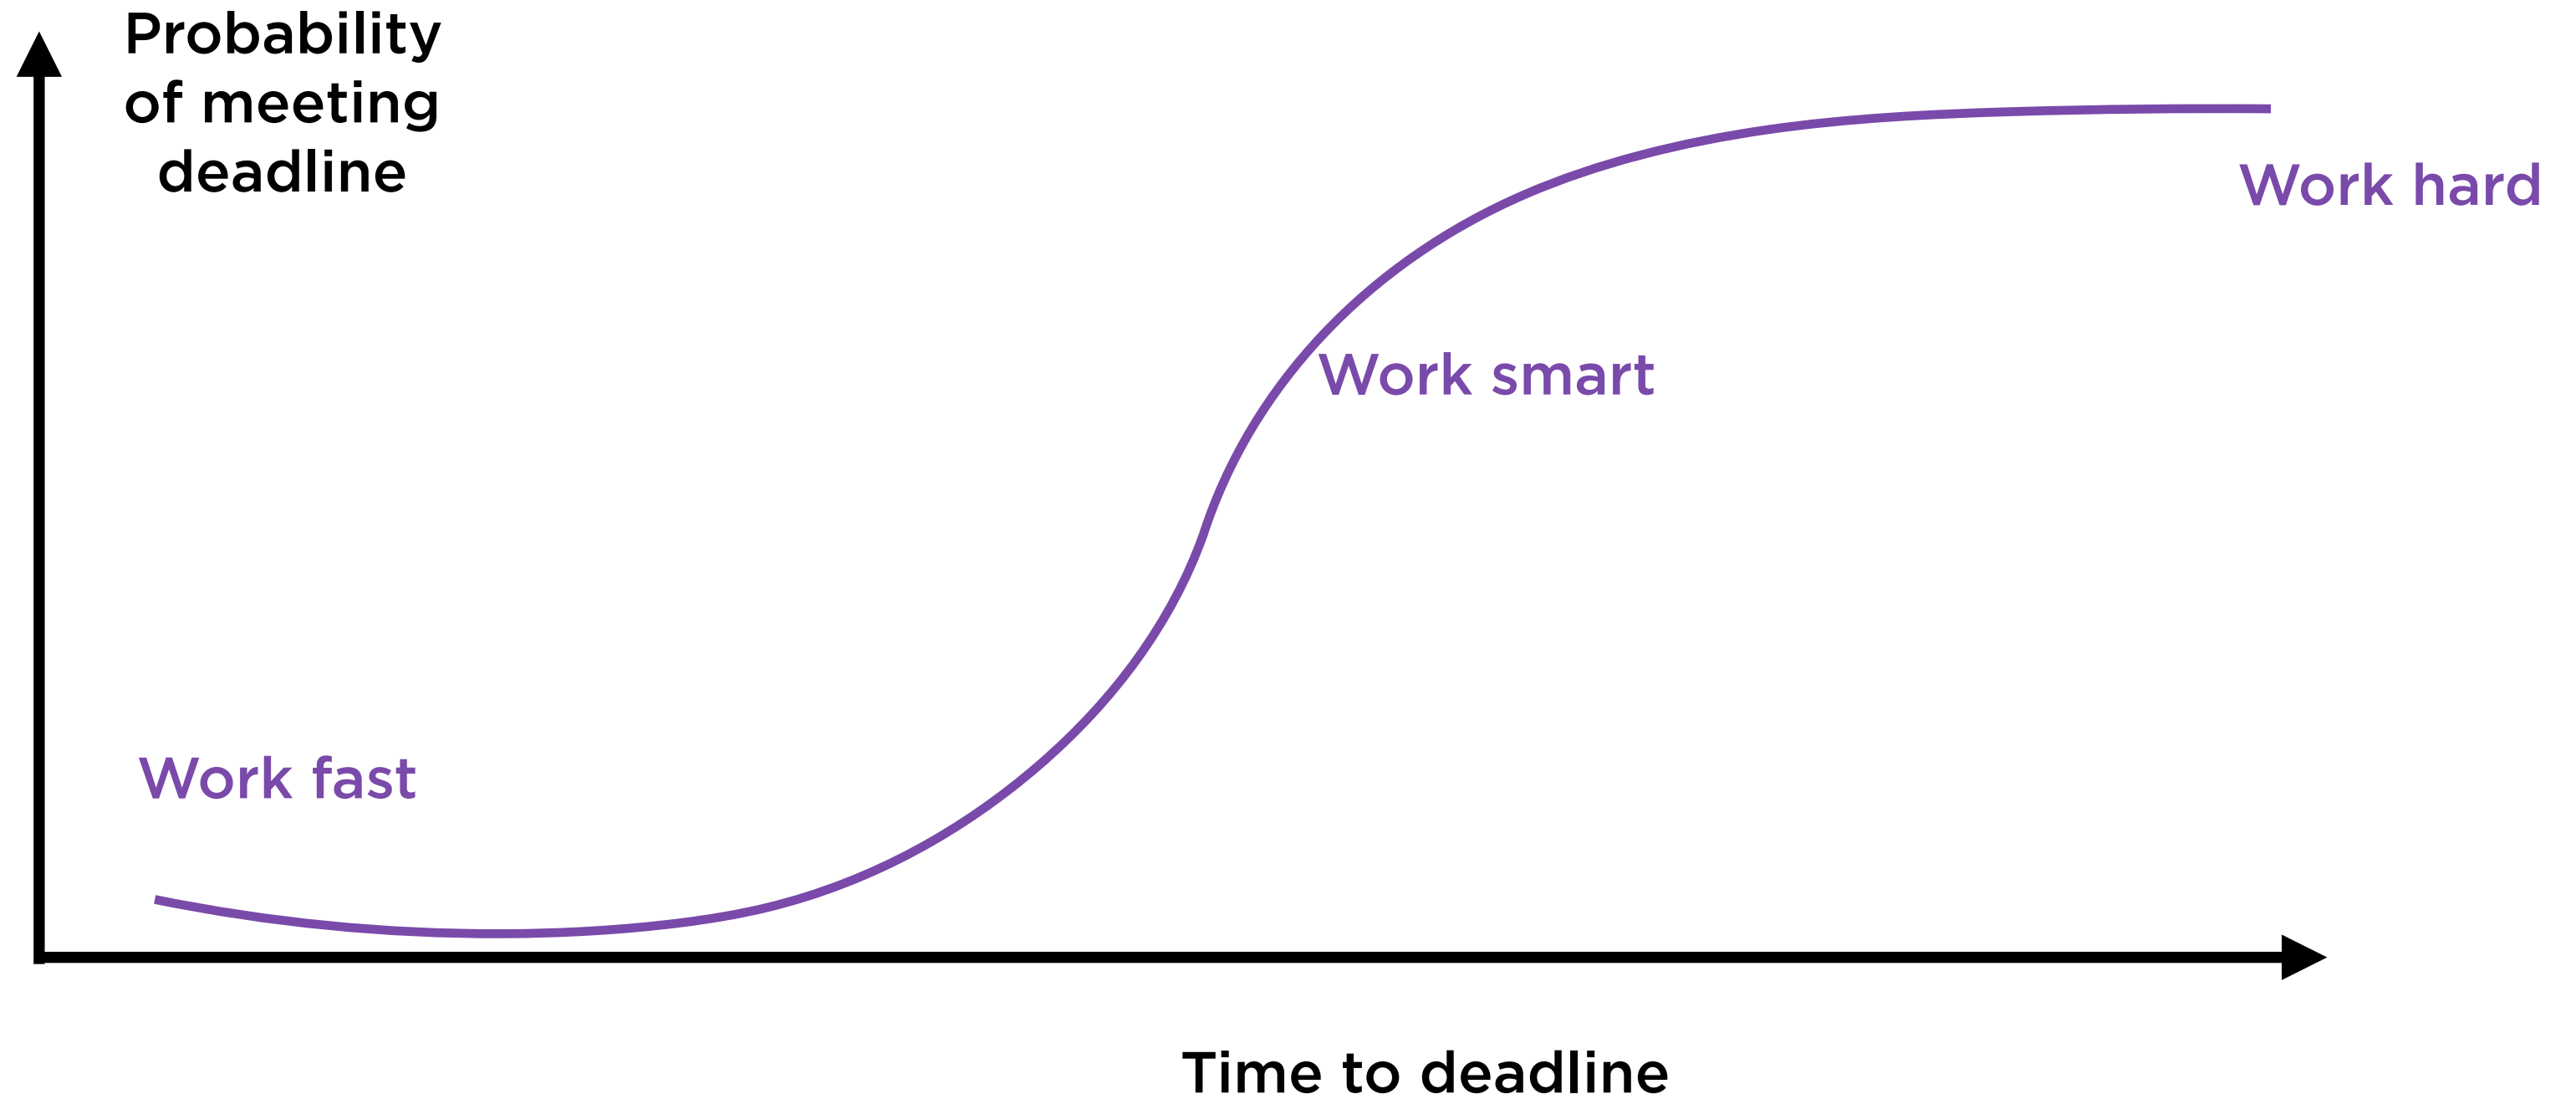 Probability
of meeting
deadline
Work hard
Work smart
Work fast
Time to deadline